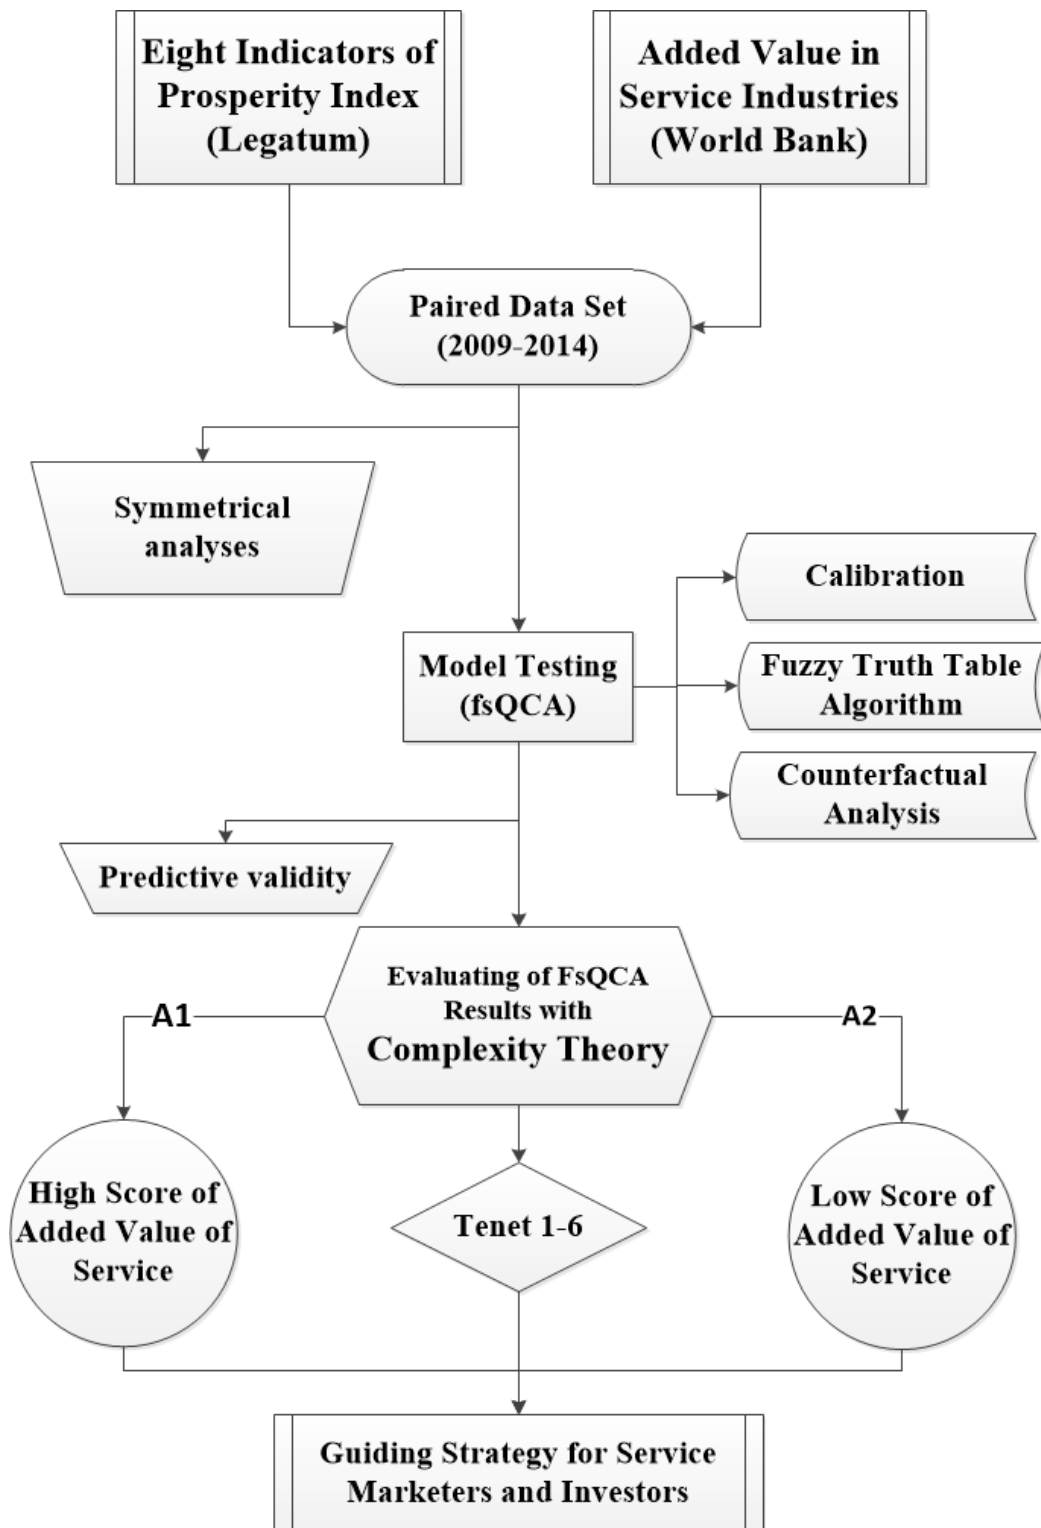 Eight Indicators of
Prosperity Index
(Legatum)
Added Value in
Service Industries
(World Bank)
Paired Data Set
(2009-2014)
Symmetrical
analyses
Calibration
Model Testing
(fsQCA)
Fuzzy Truth Table
Algorithm
Counterfactual
Analysis
Predictive validity
Evaluating of FsQCA
Results with
Complexity Theory
A1
A2
High Score of
Added Value of
Service
Tenet 1-6
Low Score of
Added Value of
Service
Guiding Strategy for Service
Marketers and Investors